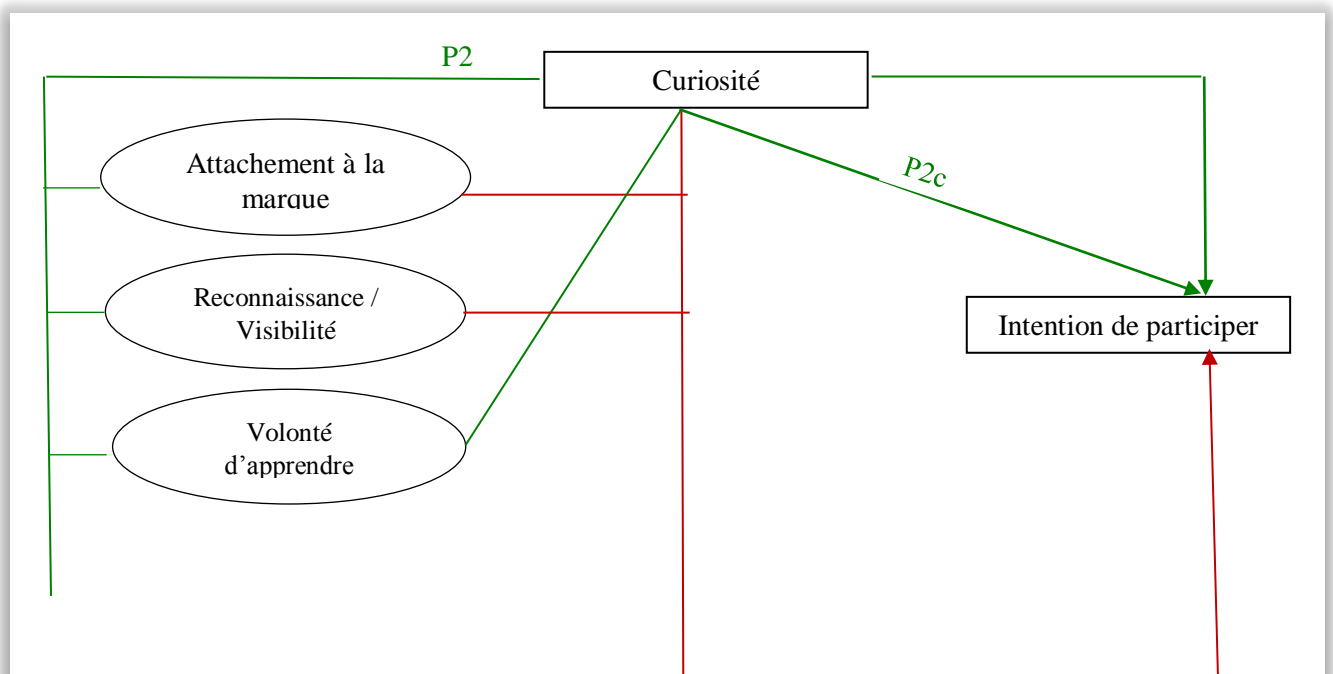 P2
Curiosité
Attachement à la
marque
P2c
Reconnaissance /
Visibilité
Intention de participer
Volonté
d’apprendre